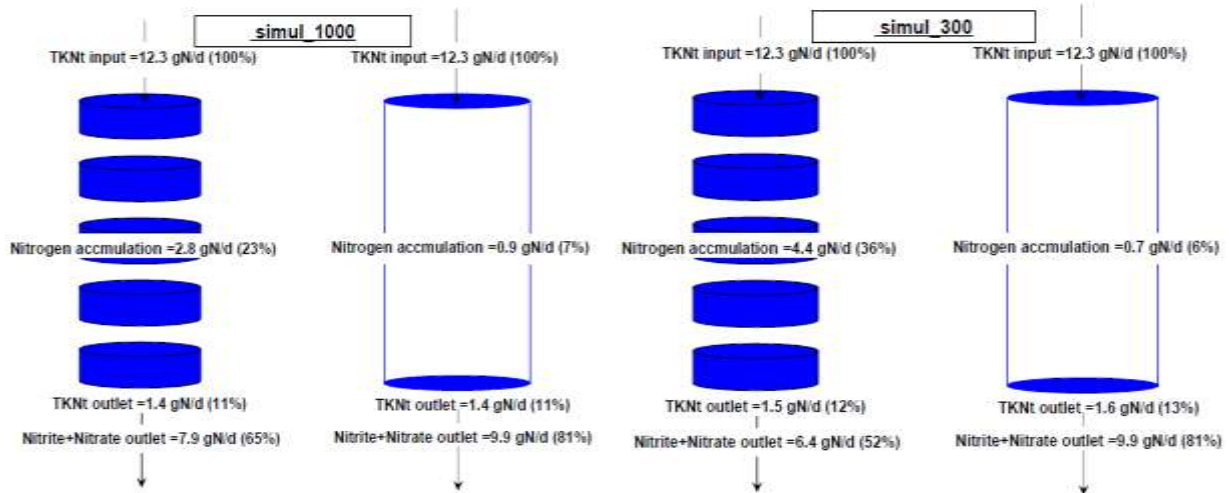 simul_1000
TKNt input =12.3 gN/d (100%)
TKNt input =12.3 gN/d (100%)
Nitrogen accmulation =2.8 gN/d (23%)
Nitrogen accmulation =0.9 gN/d (7%)
TKNt outlet =1.4 gN/d (11%)
TKNt outlet =1.4 gN/d (11%)
Nitrite+Nitrate outlet =7.9 gN/d (65%)
Nitrite+Nitrate outlet =9.9 gN/d (81%)
simul_300
TKNt input =12.3 gN/d (100%)
TKNt input =12.3 gN/d (100%)
Nitrogen accmulation =4.4 gN/d (36%)
Nitrogen accmulation =0.7 gN/d (6%)
TKNt outlet =1.5 gN/d (12%)
TKNt outlet =1.6 gN/d (13%)
Nitrite+Nitrate outlet =6.4 gN/d (52%)
Nitrite+Nitrate outlet =9.9 gN/d (81%)